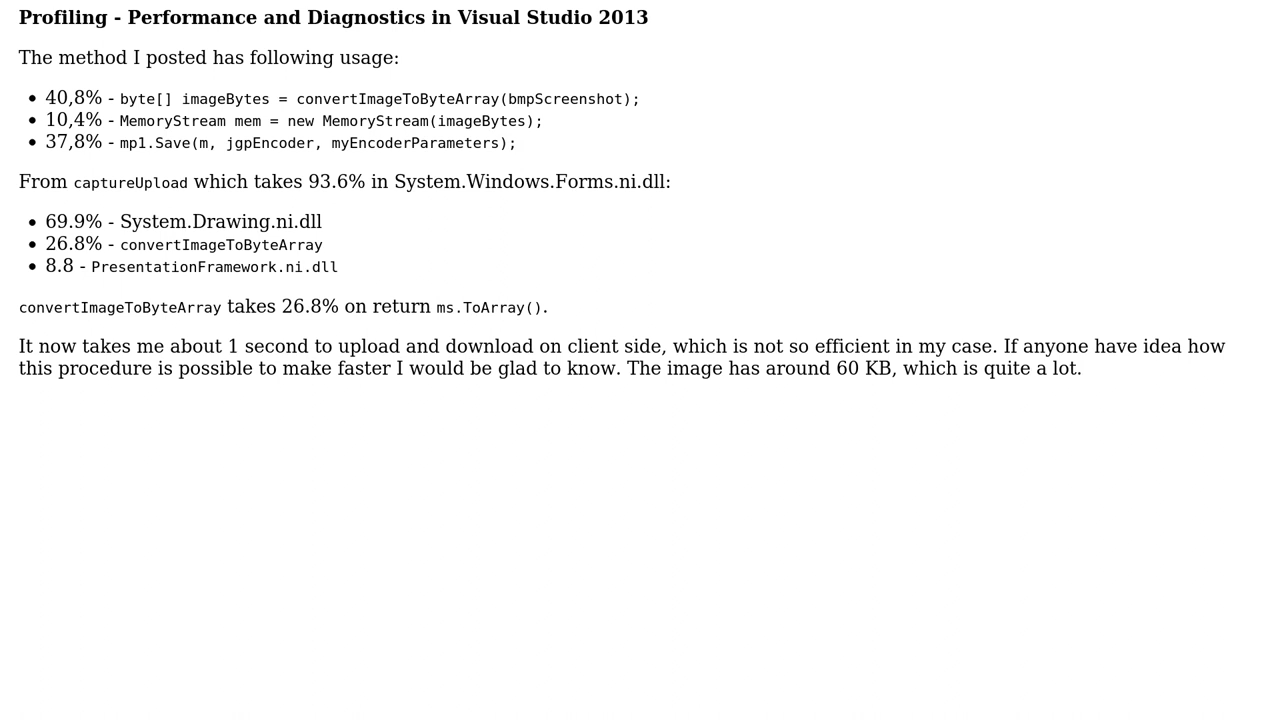 Profiling - Performance and Diagnostics in Visual Studio 2013
The method I posted has following usage:
• 40,8% - byte[] imageBytes = convertImageToByteArray(bmpScreenshot);
• 10,4% - MemoryStream mem = new MemoryStream(imageBytes);
• 37,8% - mp1.Save(m, jgpEncoder, myEncoderParameters);
From captureUpload which takes 93.6% in System.Windows.Forms.ni.dll:
• 69.9% - System.Drawing.ni.dll
• 26.8% - convertImageToByteArray
• 8.8 - PresentationFramework.ni.dll
convertImageToByteArray takes 26.8% on return ms.ToArray().
It now takes me about 1 second to upload and download on client side, which is not so efficient in my case. If anyone have idea how
this procedure is possible to make faster I would be glad to know. The image has around 60 KB, which is quite a lot.